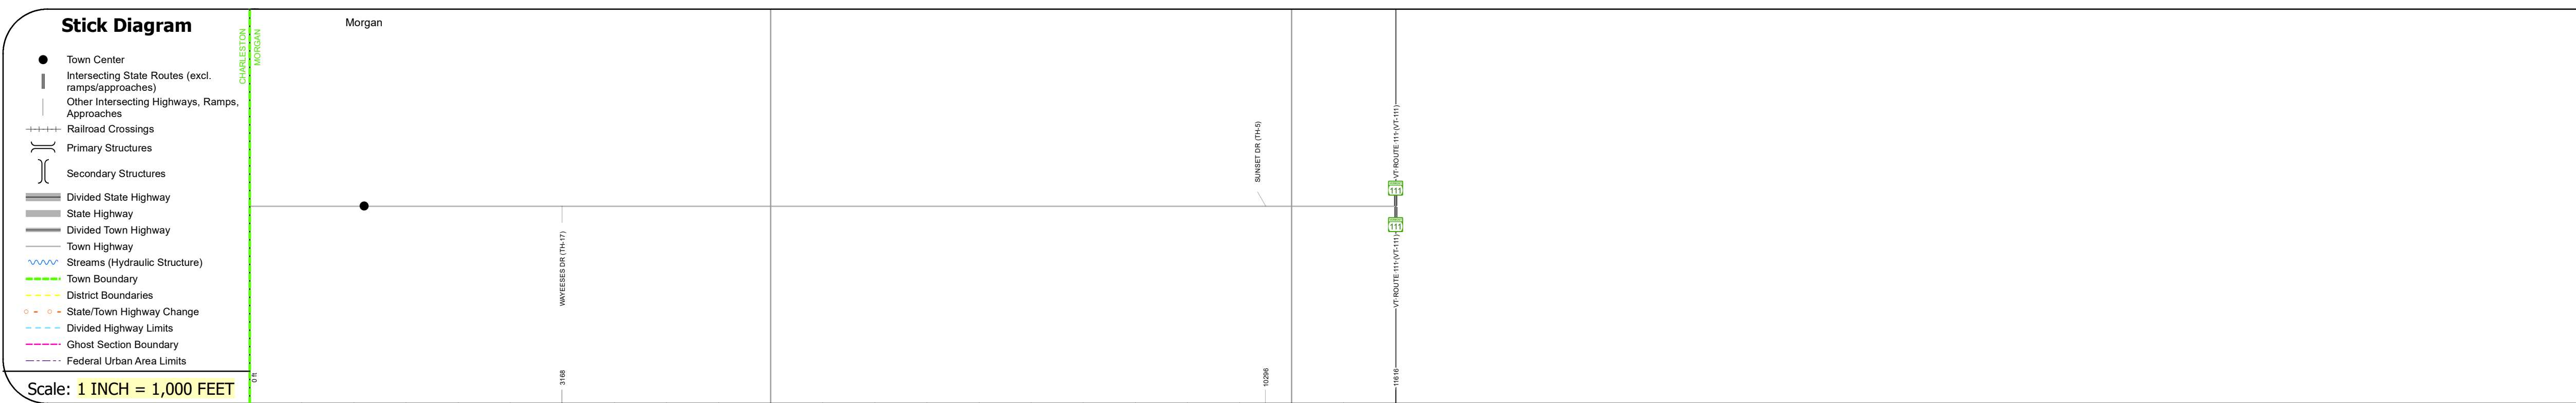 Stick Diagram
Town Center
Intersecting State Routes (excl.
ramps/approaches)
Other Intersecting Highways, Ramps,
Approaches
Railroad Crossings
Primary Structures
Secondary Structures
Divided State Highway
State Highway
Divided Town Highway
Town Highway
Streams (Hydraulic Structure)
Town Boundary
District Boundaries
State/Town Highway Change
Divided Highway Limits
Ghost Section Boundary
Federal Urban Area Limits
Scale: 1 INCH = 1,000 FEET
CHARLESTON
MORGAN
Morgan
0 ft
WAYEESES DR (TH-17)
3168
SUNSET DR (TH-5)
10296
VT ROUTE 111 (VT-111)
111
111
VT ROUTE 111 (VT-111)
11616